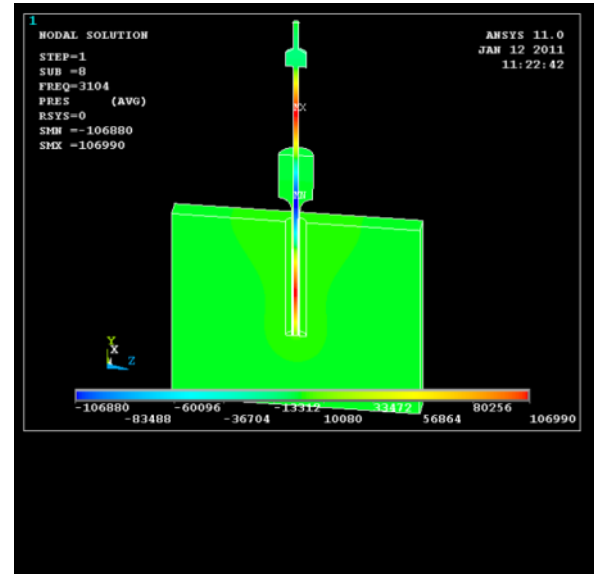 1
NODAL SOLUTION
STEP=1
SUB =8
FREQ=3104
PRES (AVG)
RSYS=0
SMN =-106880
SMX =106990
ANSYS 11.0
JAN 12 2011
11:22:42
MX
MN
Y
X
Z
-106880 -60096 -13312 33472 80256
-83488 -36704 10080 56864 106990